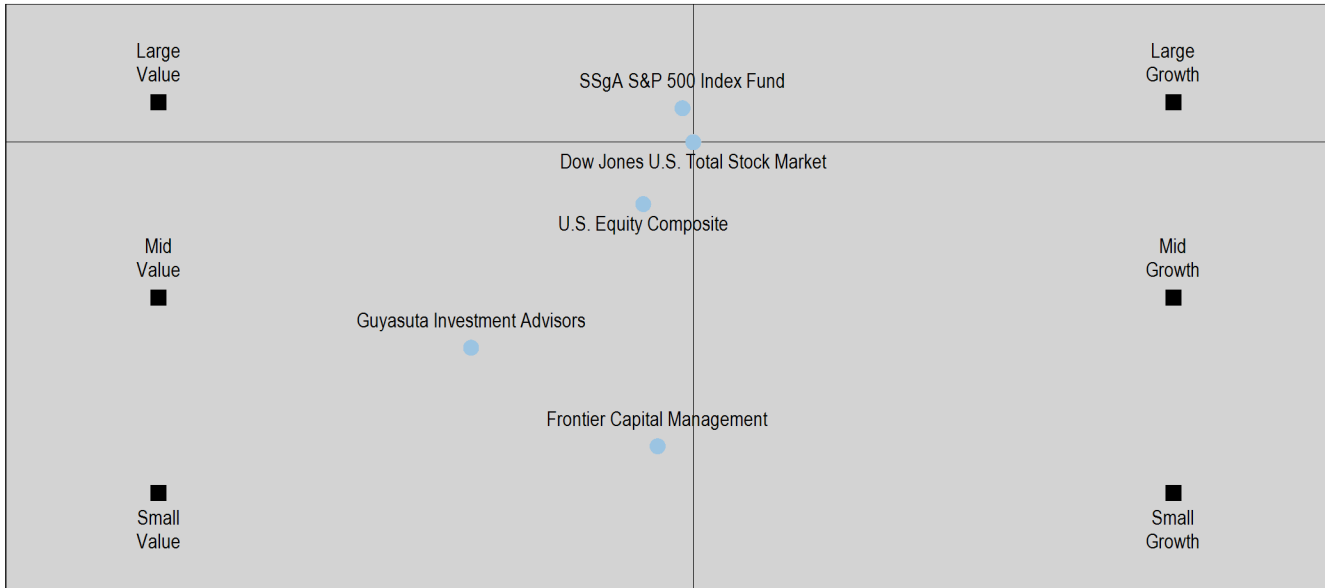 Large
Value
Large
Growth
SSgA S&P 500 Index Fund
Dow Jones U.S. Total Stock Market
U.S. Equity Composite
Mid
Value
Mid
Growth
Guyasuta Investment Advisors
Frontier Capital Management
Small
Value
Small
Growth